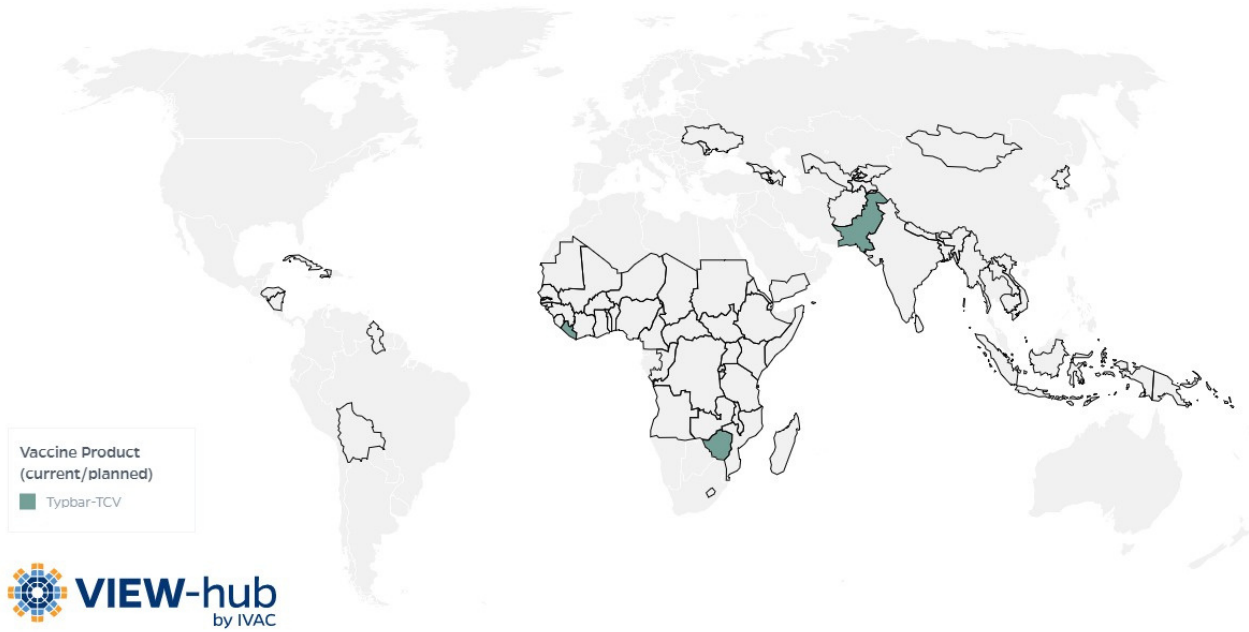 Vaccine Product
(current/planned)
Typbar-TCV
VIEW-hub
by IVAC